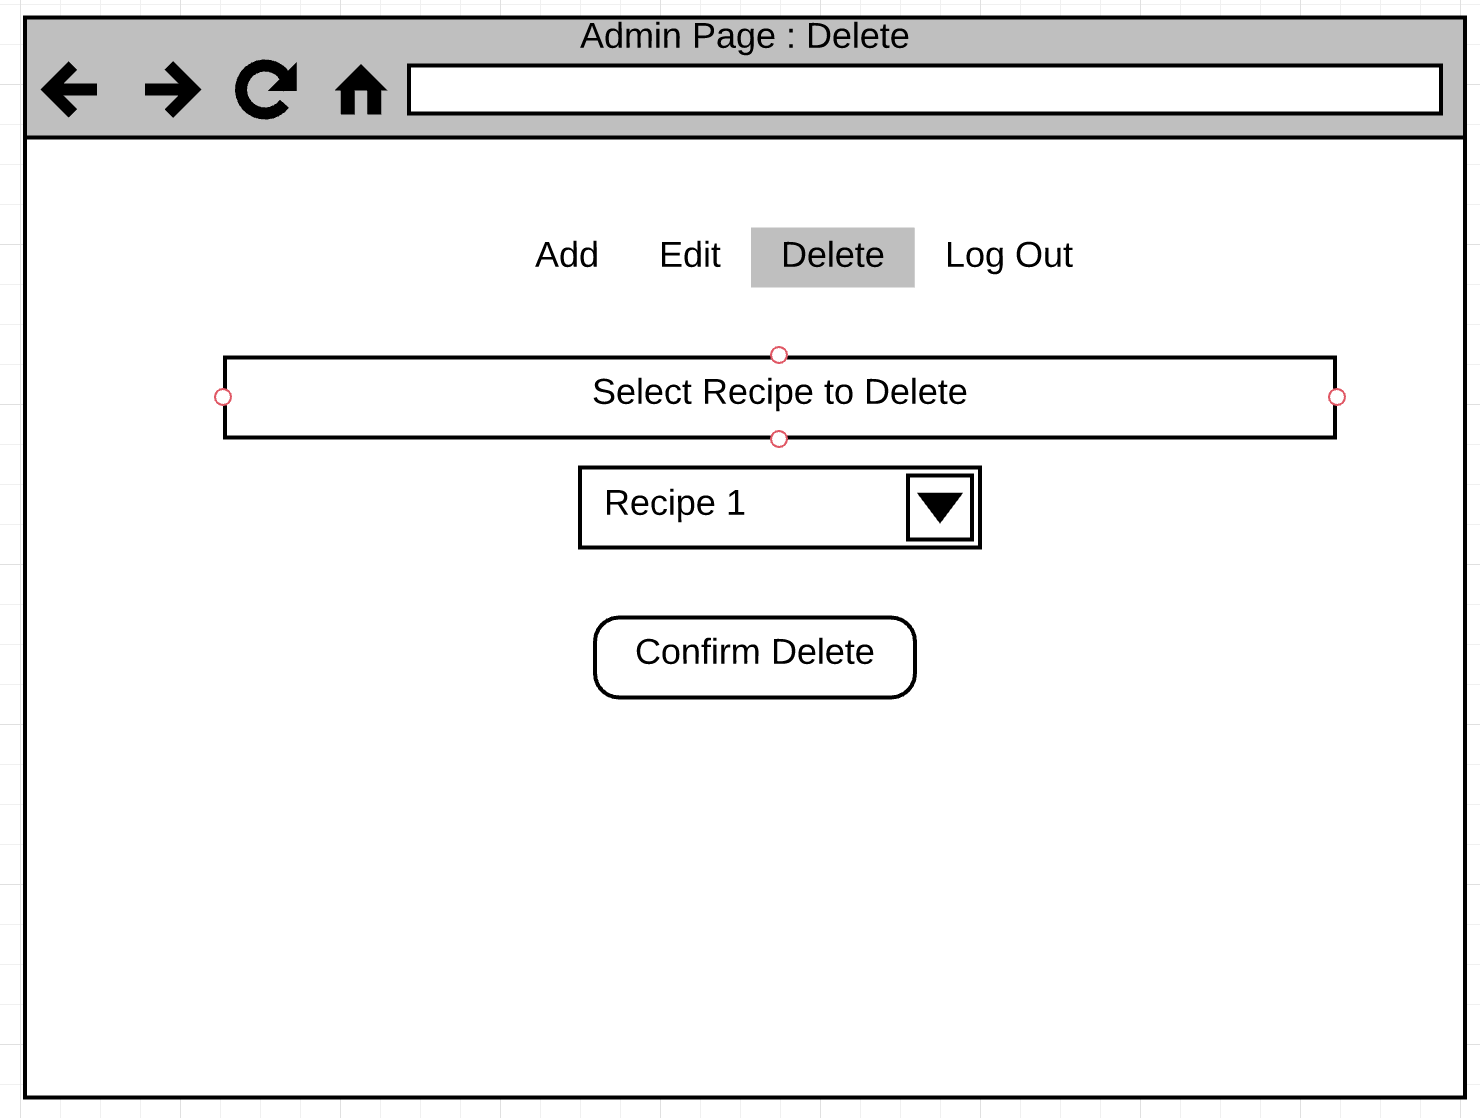 Admin Page : Delete
Add Edit Delete Log Out
Select Recipe to Delete
Recipe 1
Confirm Delete